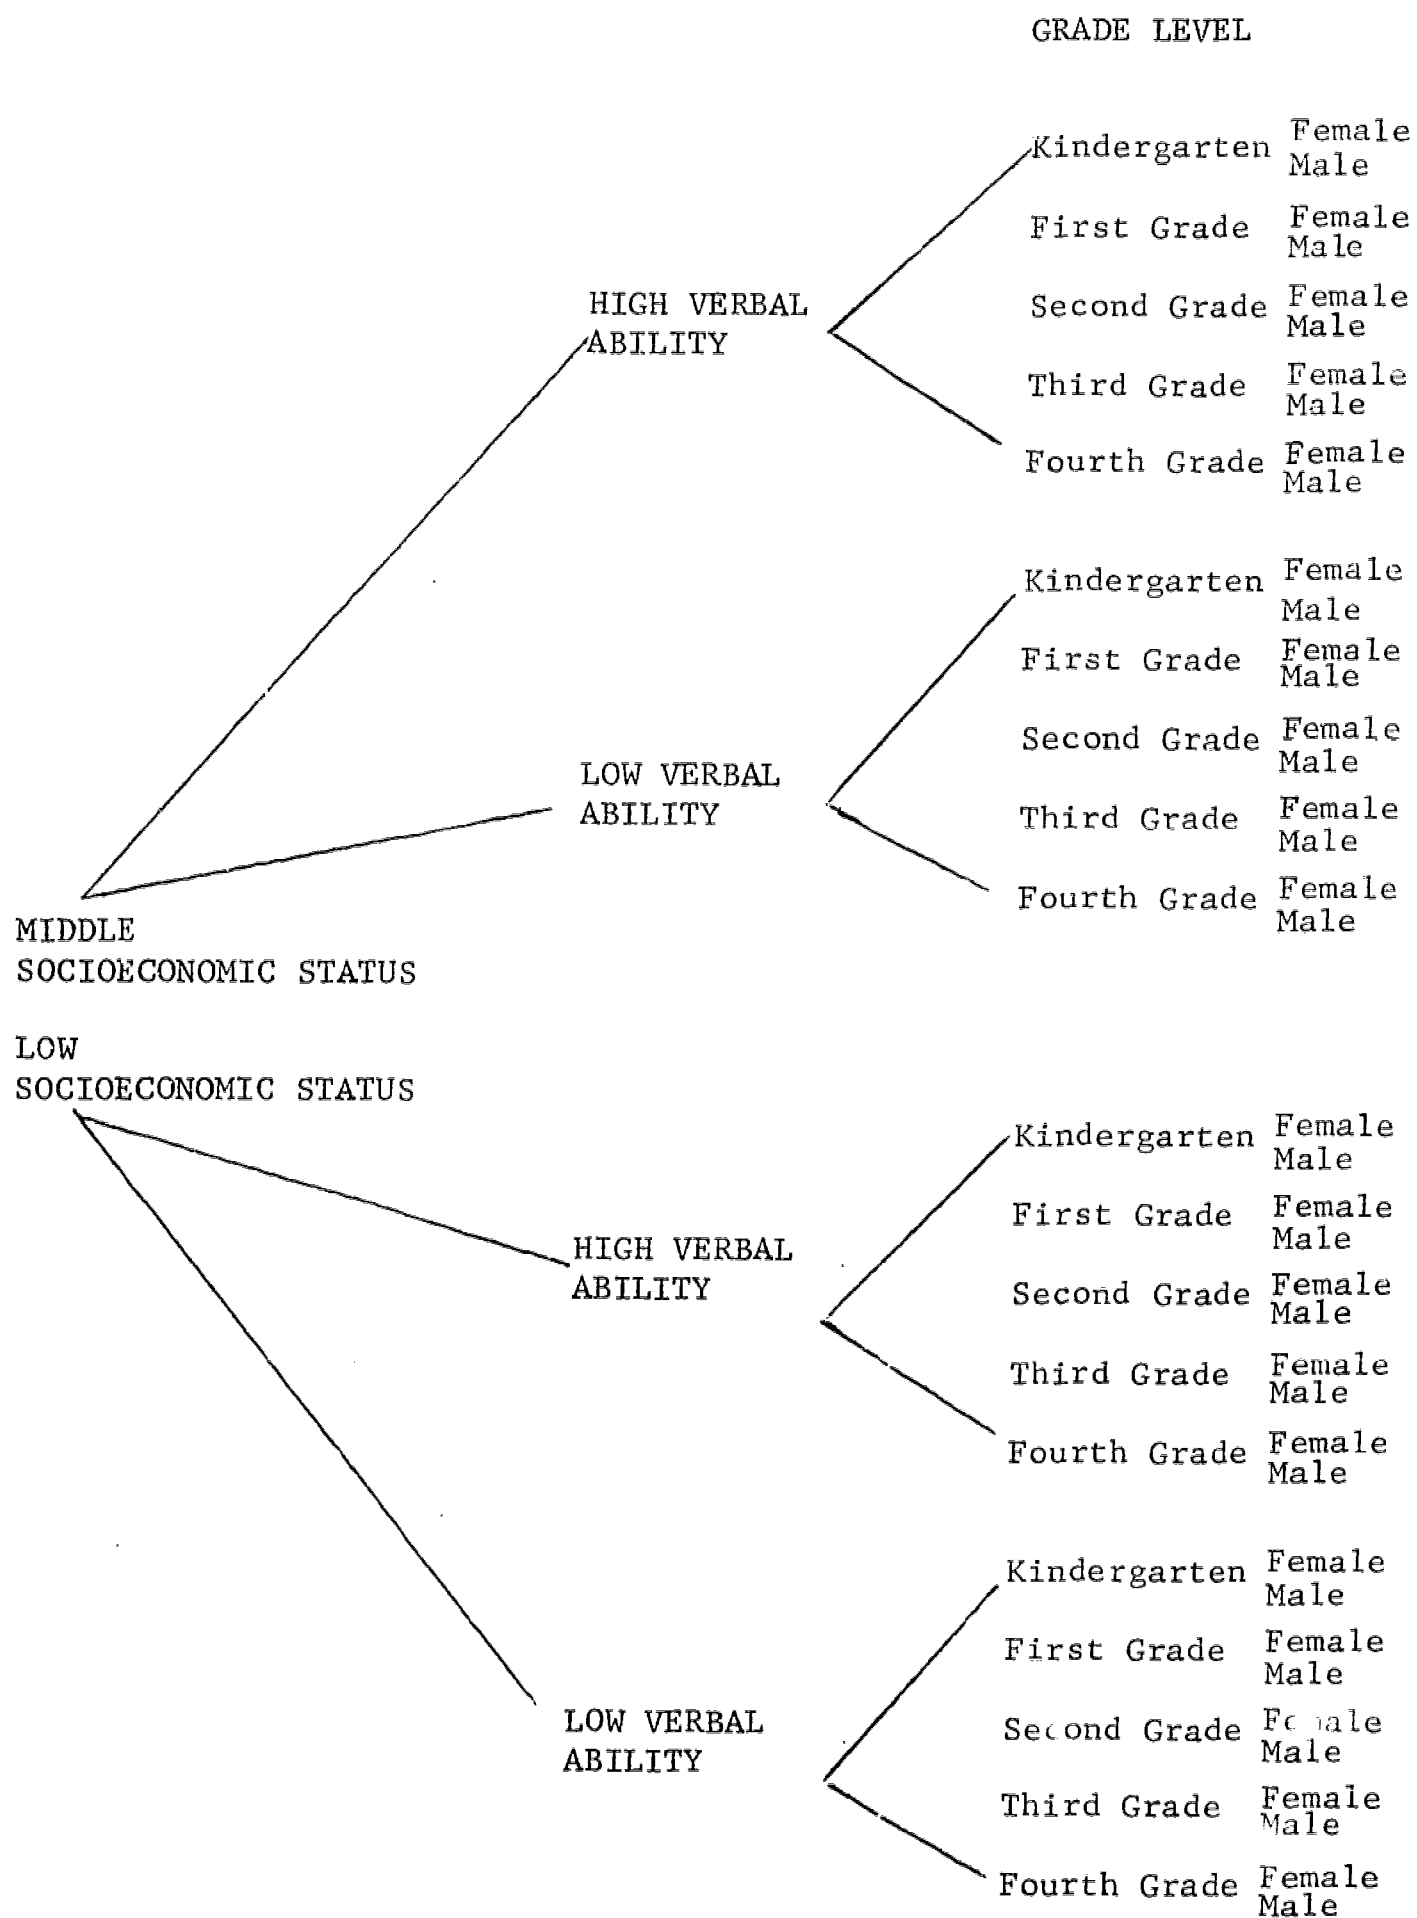 GRADE LEVEL
Kindergarten Female
Male
First Grade Female
Male
HIGH VERBAL
ABILITY
Second Grade Female
Male
Third Grade Female
Male
Fourth Grade Female
Male
Kindergarten Female
Male
First Grade Female
Male
Second Grade Female
Male
LOW VERBAL
ABILITY
Third Grade Female
Male
Fourth Grade Female
Male
MIDDLE
SOCIOECONOMIC STATUS
LOW
SOCIOECONOMIC STATUS
Kindergarten Female
Male
First Grade Female
Male
HIGH VERBAL
ABILITY
Second Grade Female
Male
Third Grade Female
Male
Fourth Grade Female
Male
Kindergarten Female
Male
First Grade Female
Male
LOW VERBAL
ABILITY
Second Grade Female
Male
Third Grade Female
Male
Fourth Grade Female
Male